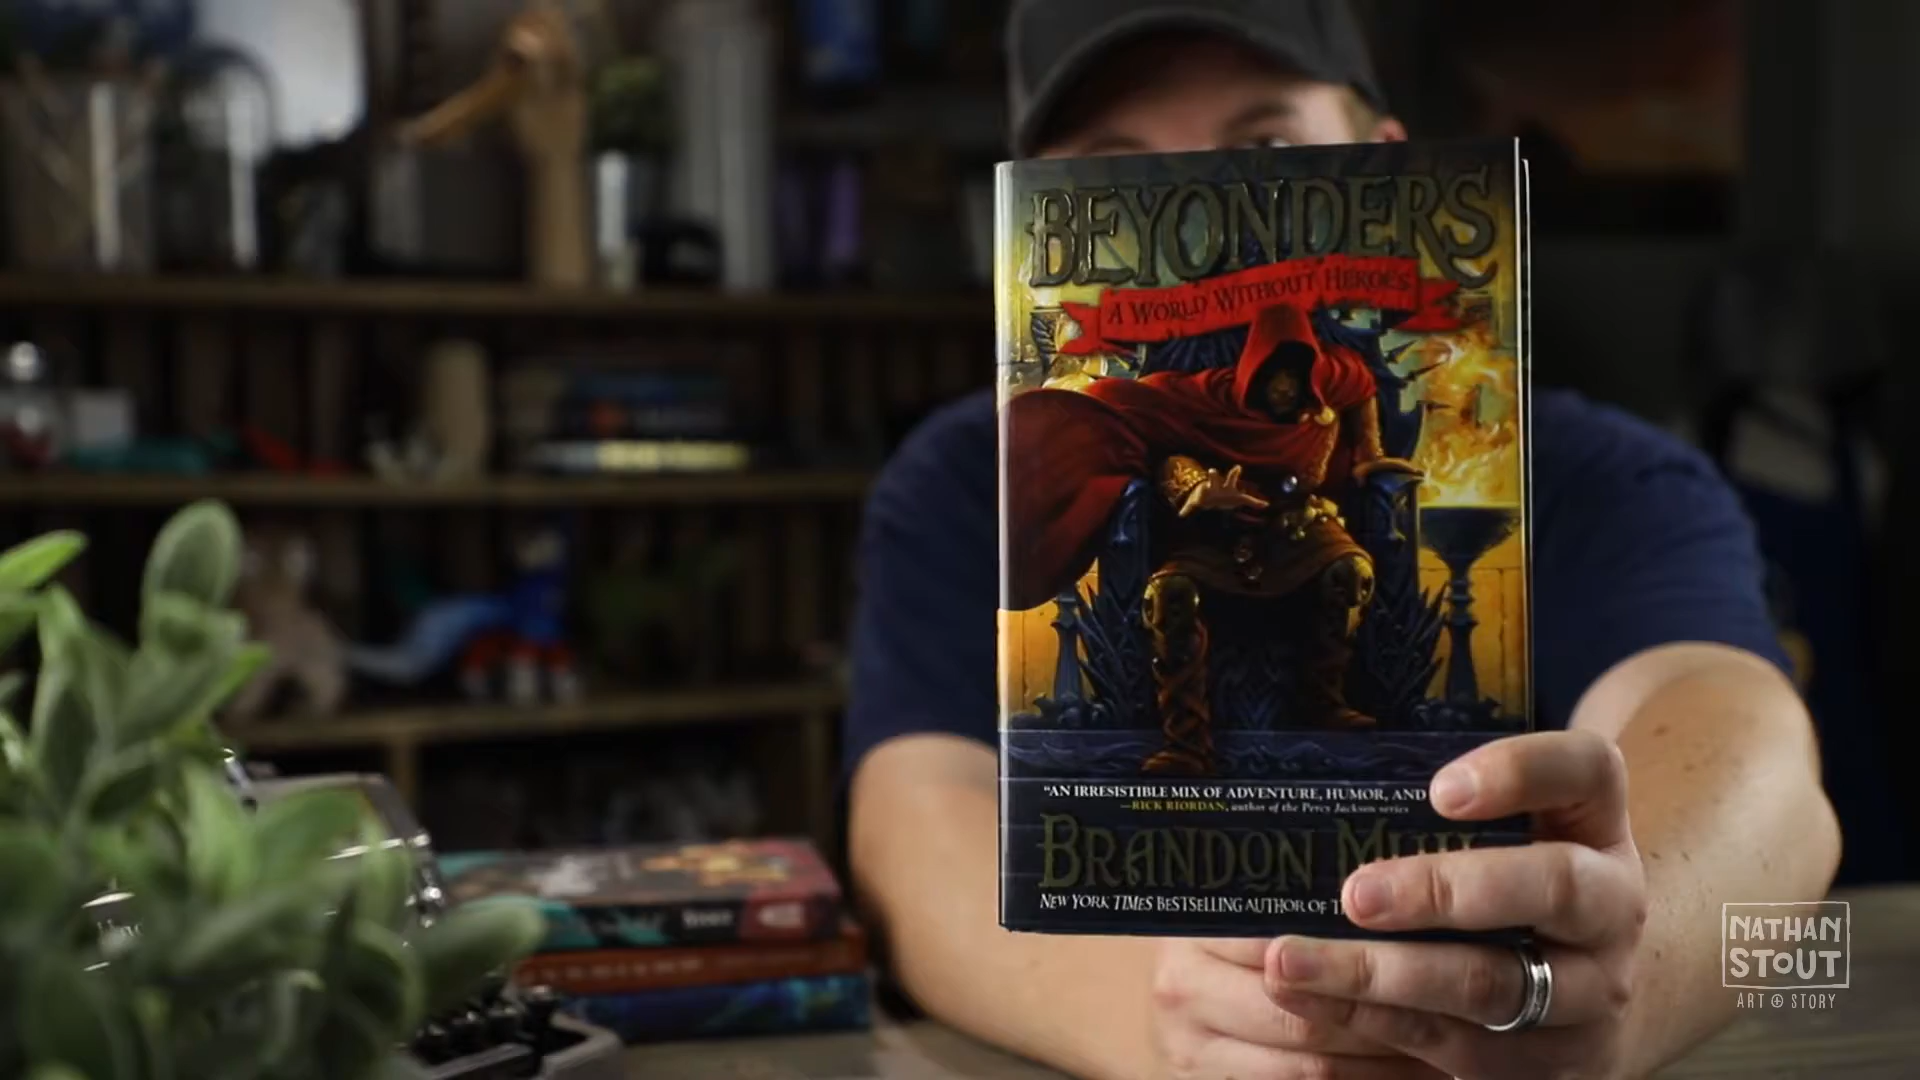 BEYONDERS
A WORLD WITHOUT HEROES
"AN IRRESISTIBLE MIX OF ADVENTURE, HUMOR, AND
—RICK RIORDAN, author of the Percy Jackson series
BRANDON
NEW YORK TIMES BESTSELLING AUTHOR OF
NATHAN
STOUT
ART + STORY